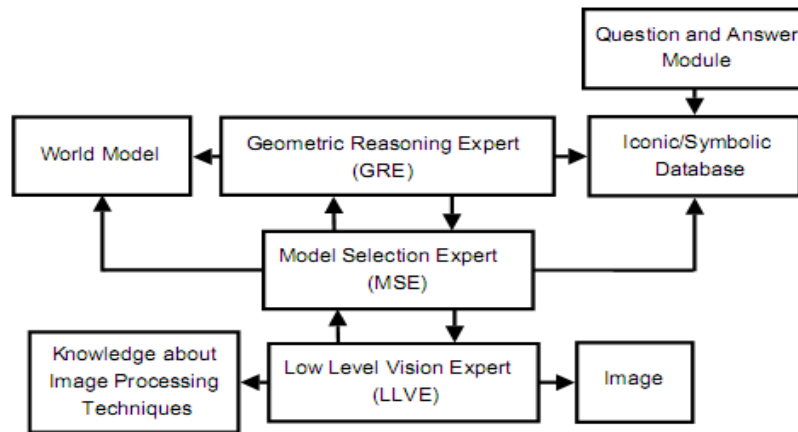 Question and Answer
Module
World Model
Geometric Reasoning Expert
(GRE)
Iconic/Symbolic
Database
Model Selection Expert
(MSE)
Knowledge about
Image Processing
Techniques
Low Level Vision Expert
(LLVE)
Image